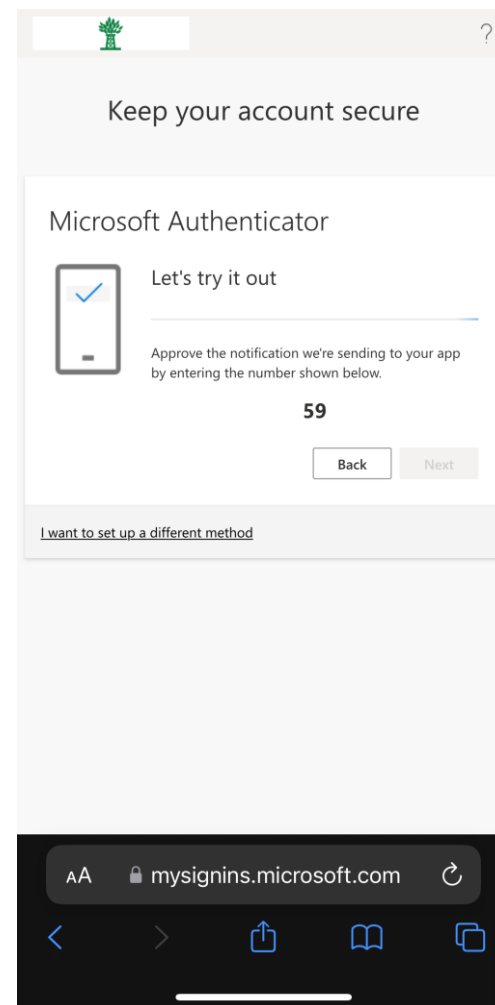 ?
Keep your account secure
Microsoft Authenticator
Let's try it out
Approve the notification we're sending to your app
by entering the number shown below.
59
Back
Next
I want to set up a different method
AA mysignins.microsoft.com